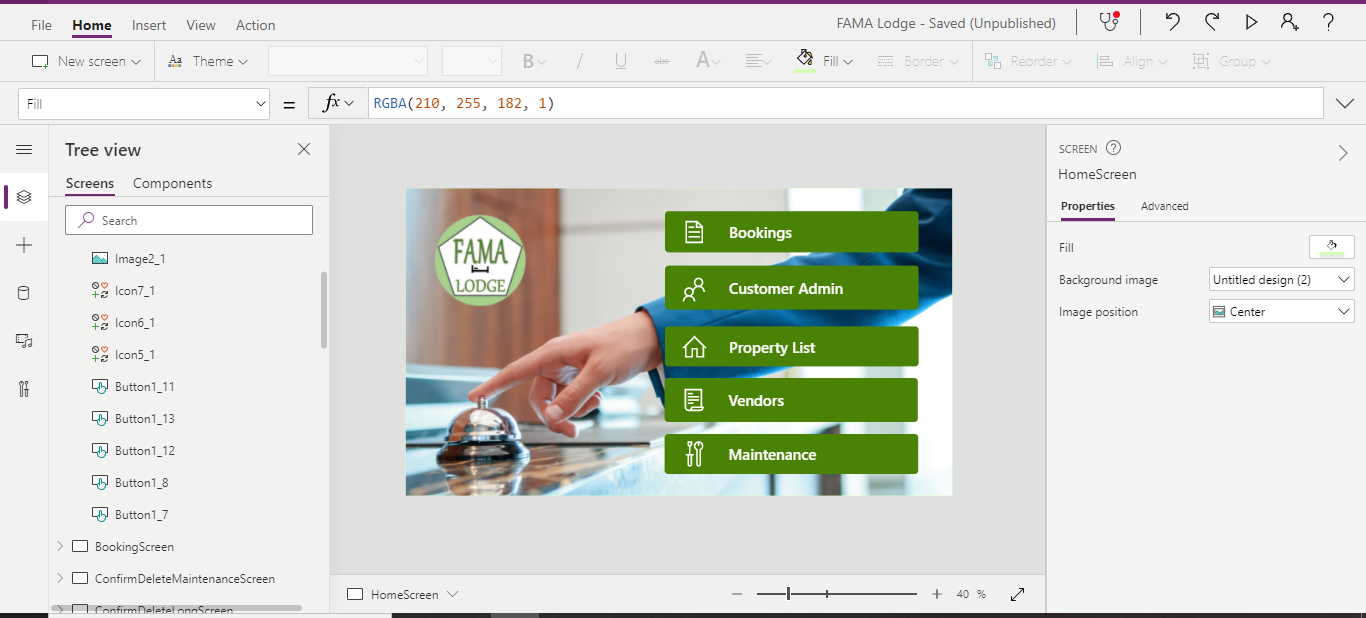 File Home Insert View Action FAMA Lodge - Saved (Unpublished)
New screen Aa Theme B / U abc A Fill Border Reorder Align Group
Fill = fx RGBA(210, 255, 182, 1)
Tree view
Screens Components
Search
Image2_1
Icon7_1
Icon6_1
Icon5_1
Button1_11
Button1_13
Button1_12
Button1_8
Button1_7
BookingScreen
ConfirmDeleteMaintenanceScreen
ConfirmDeleteLongScreen
FAMA
LODGE
Bookings
Customer Admin
Property List
Vendors
Maintenance
HomeScreen 40 %
SCREEN
HomeScreen
Properties Advanced
Fill
Background image Untitled design (2)
Image position Center